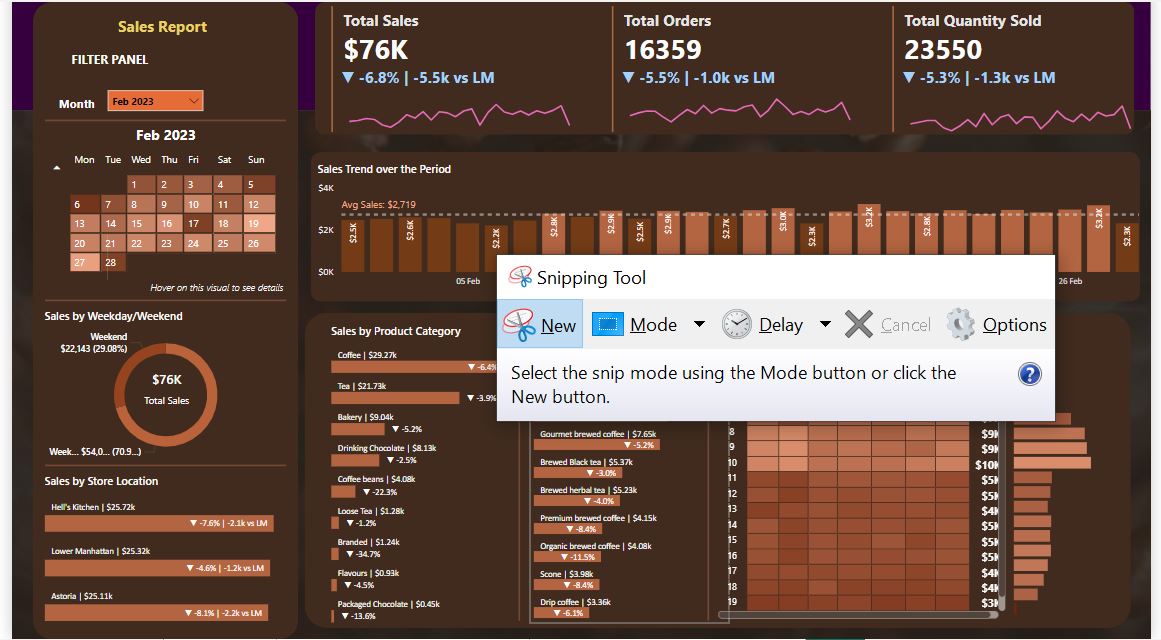 Sales Report
FILTER PANEL
Month Feb 2023
Feb 2023
Mon Tue Wed Thu Fri Sat Sun
1 2 3 4 5
6 7 8 9 10 11 12
13 14 15 16 17 18 19
20 21 22 23 24 25 26
27 28
Hover on this visual to see details
Sales by Weekday/Weekend
Weekend
$22,143 (29.08%)
$76K
Total Sales
Week... $54,0... (70.9...)
Sales by Store Location
Hell's Kitchen | $25.72k
▼ -7.6% | -2.1k vs LM
Lower Manhattan | $25.32k
▼ -4.6% | -1.2k vs LM
Astoria | $25.11k
▼ -8.1% | -2.2k vs LM
Total Sales
$76K
▼ -6.8% | -5.5k vs LM
Total Orders
16359
▼ -5.5% | -1.0k vs LM
Total Quantity Sold
23550
▼ -5.3% | -1.3k vs LM
Sales Trend over the Period
$4K
Avg Sales: $2,719
$2K
$0K
$2.5K $2.6K $2.2K $2.8K $2.9K $2.5K $2.9K $2.7K $3.0K $2.3K $3.2K $2.8K $3.2K $2.3K
05 Feb 26 Feb
Snipping Tool
New Mode Delay Cancel Options
Select the snip mode using the Mode button or click the
New button.
Sales by Product Category
Coffee | $29.27k
▼ -6.4%
Tea | $21.73k
▼ -3.9%
Bakery | $9.04k
▼ -5.2%
Drinking Chocolate | $8.13k
▼ -2.5%
Coffee beans | $4.08k
▼ -22.3%
Loose Tea | $1.28k
▼ -1.2%
Branded | $1.24k
▼ -34.7%
Flavours | $0.93k
▼ -4.5%
Packaged Chocolate | $0.45k
▼ -13.6%
Gourmet brewed coffee | $7.65k
▼ -5.2%
Brewed Black tea | $5.37k
▼ -3.0%
Brewed herbal tea | $5.23k
▼ -4.0%
Premium brewed coffee | $4.15k
▼ -8.4%
Organic brewed coffee | $4.08k
▼ -11.5%
Scone | $3.98k
▼ -8.4%
Drip coffee | $3.36k
▼ -6.1%
8 $9
9 $9
10 $10
11 $5
12 $5
13 $4
14 $5
15 $5
16 $5
17 $4
18 $4
19 $3